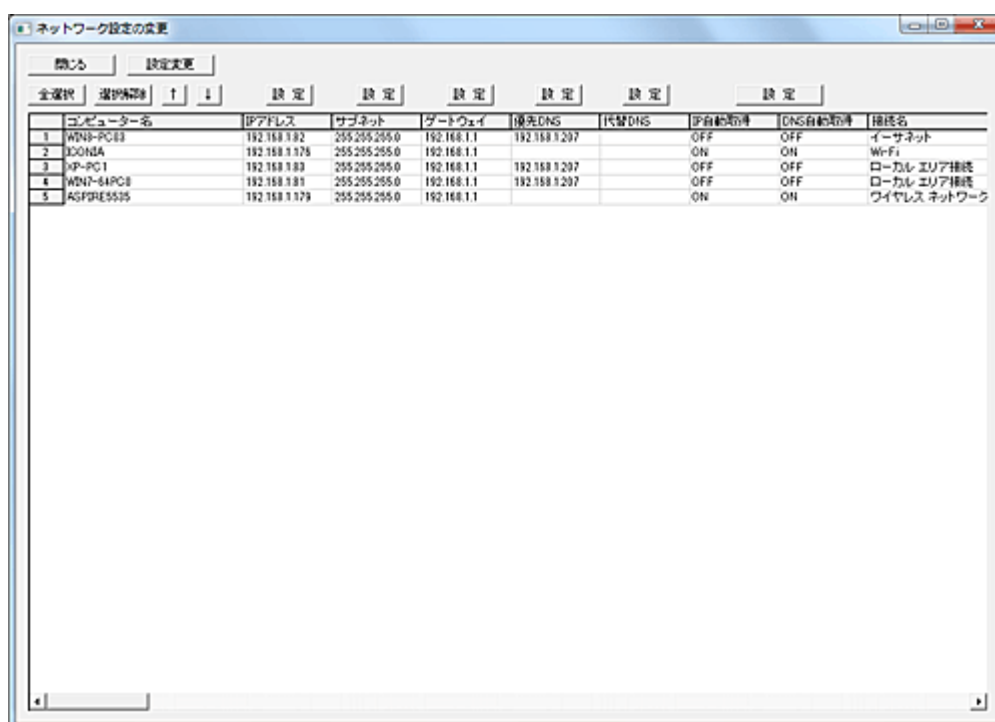 ネットワーク設定の変更
閉じる 設定変更
全選択 選択解除 ↑ ↓ 設 定 設 定 設 定 設 定 設 定 設 定
コンピューター名 IPアドレス サブネット ゲートウェイ 優先DNS 代替DNS IP自動取得 DNS自動取得 接続名
1 WIN8-PC83 192.168.1.82 255.255.255.0 192.168.1.1 192.168.1.207 OFF OFF イーサネット
2 ICONIA 192.168.1.176 255.255.255.0 192.168.1.1 ON ON Wi-Fi
3 XP-PC1 192.168.1.83 255.255.255.0 192.168.1.1 192.168.1.207 OFF OFF ローカル エリア接続
4 WIN7-64PC8 192.168.1.81 255.255.255.0 192.168.1.1 192.168.1.207 OFF OFF ローカル エリア接続
5 ASPIRE5535 192.168.1.179 255.255.255.0 192.168.1.1 ON ON ワイヤレス ネットワーク